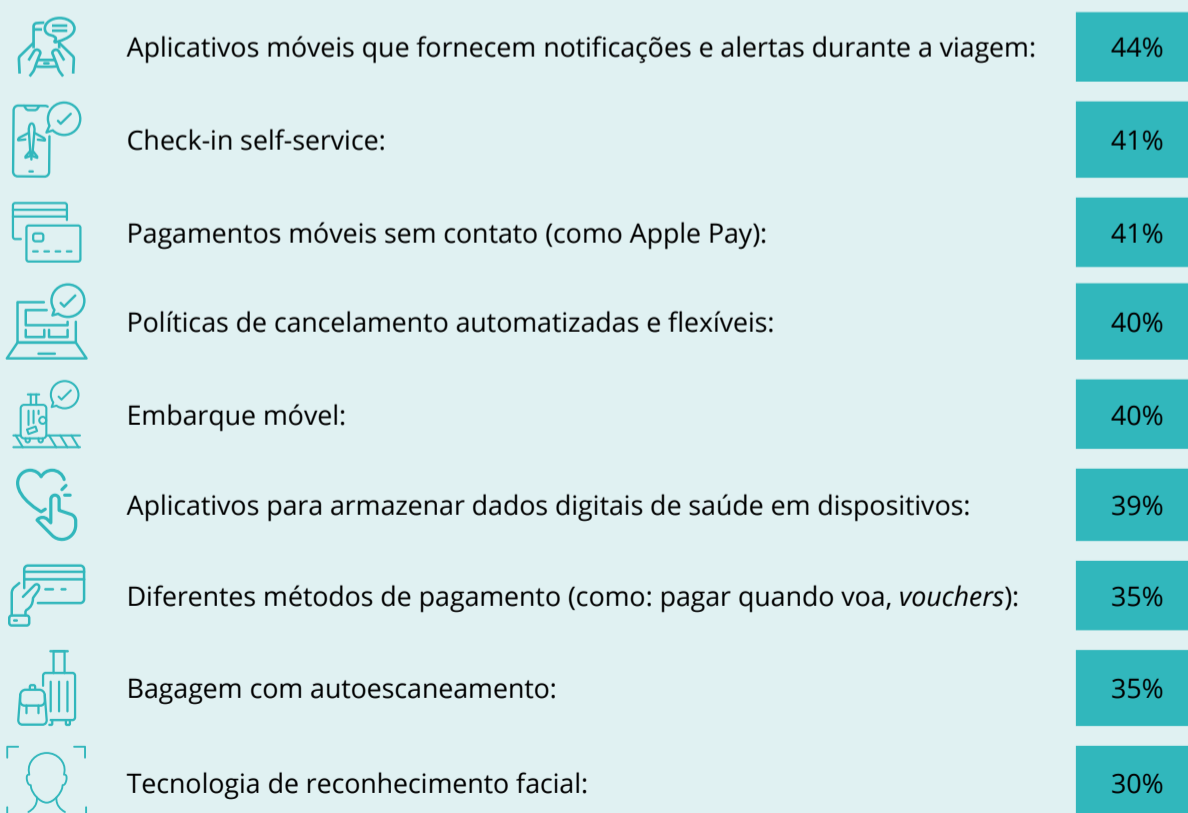 Aplicativos móveis que fornecem notificações e alertas durante a viagem: 44%
Check-in self-service: 41%
Pagamentos móveis sem contato (como Apple Pay): 41%
Políticas de cancelamento automatizadas e flexíveis: 40%
Embarque móvel: 40%
Aplicativos para armazenar dados digitais de saúde em dispositivos: 39%
Diferentes métodos de pagamento (como: pagar quando voa, vouchers): 35%
Bagagem com autoescaneamento: 35%
Tecnologia de reconhecimento facial: 30%